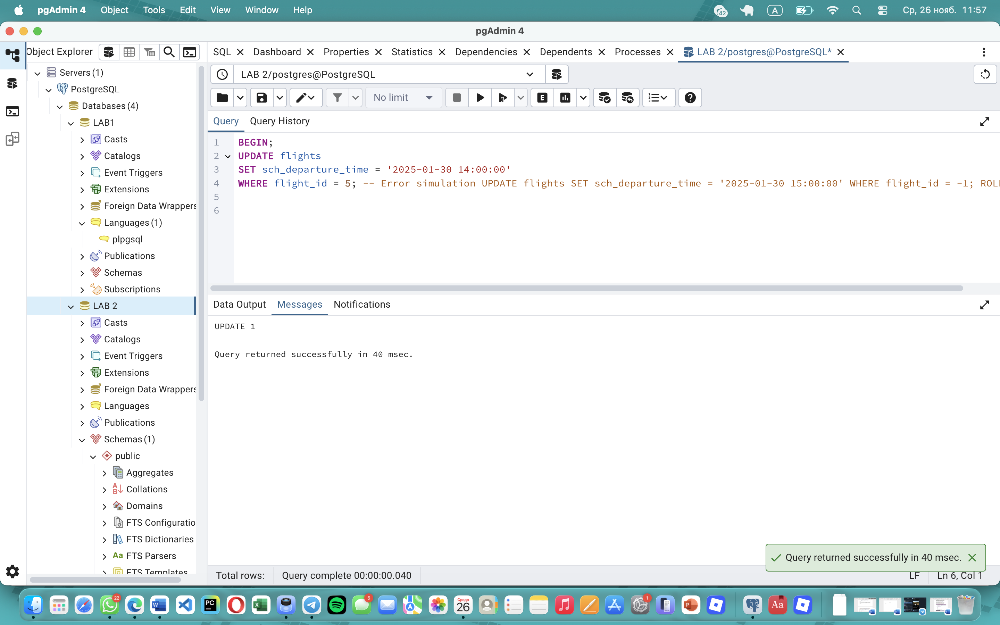 pgAdmin 4 Object Tools Edit View Window Help 42 A Ср, 26 нояб. 11:57
pgAdmin 4
Object Explorer SQL Dashboard Properties Statistics Dependencies Dependents Processes LAB 2/postgres@PostgreSQL*
Servers (1)
LAB 2/postgres@PostgreSQL
PostgreSQL
No limit E
Databases (4)
LAB1
Query Query History
Casts
Catalogs
Event Triggers
Extensions
Foreign Data Wrappers
Languages (1)
plpgsql
Publications
Schemas
Subscriptions
1 BEGIN;
2 UPDATE flights
3 SET sch_departure_time = '2025-01-30 14:00:00'
4 WHERE flight_id = 5; -- Error simulation UPDATE flights SET sch_departure_time = '2025-01-30 15:00:00' WHERE flight_id = -1; ROLL
5
6
LAB 2
Casts
Catalogs
Event Triggers
Extensions
Foreign Data Wrappers
Languages
Publications
Schemas (1)
public
Aggregates
Collations
Domains
FTS Configuratio
FTS Dictionaries
Aa FTS Parsers
FTS Templates
Data Output Messages Notifications
UPDATE 1
Query returned successfully in 40 msec.
Query returned successfully in 40 msec.
Total rows: Query complete 00:00:00.040 LF Ln 6, Col 1
22 W PC X 5 Среда 26 1 P Aa